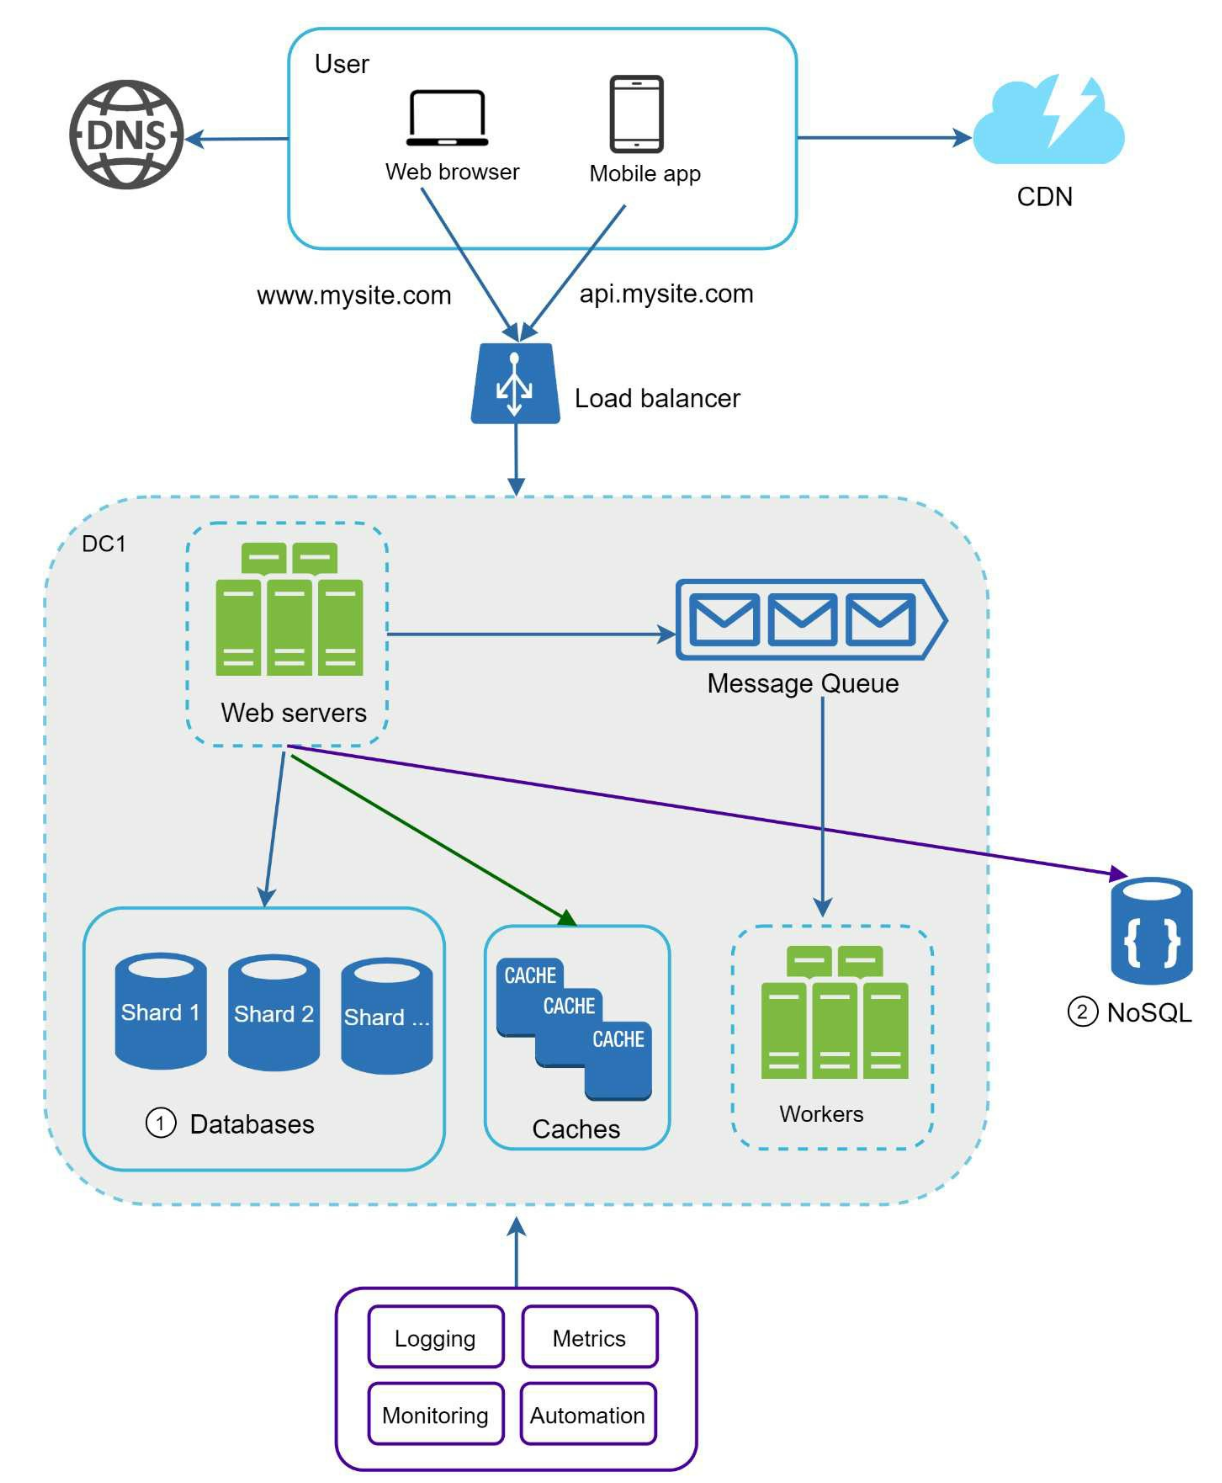 User
DNS
Web browser
Mobile app
CDN
www.mysite.com
api.mysite.com
Load balancer
DC1
Web servers
Message Queue
Shard 1
Shard 2
Shard ...
① Databases
CACHE
CACHE
CACHE
Caches
Workers
② NoSQL
Logging
Metrics
Monitoring
Automation